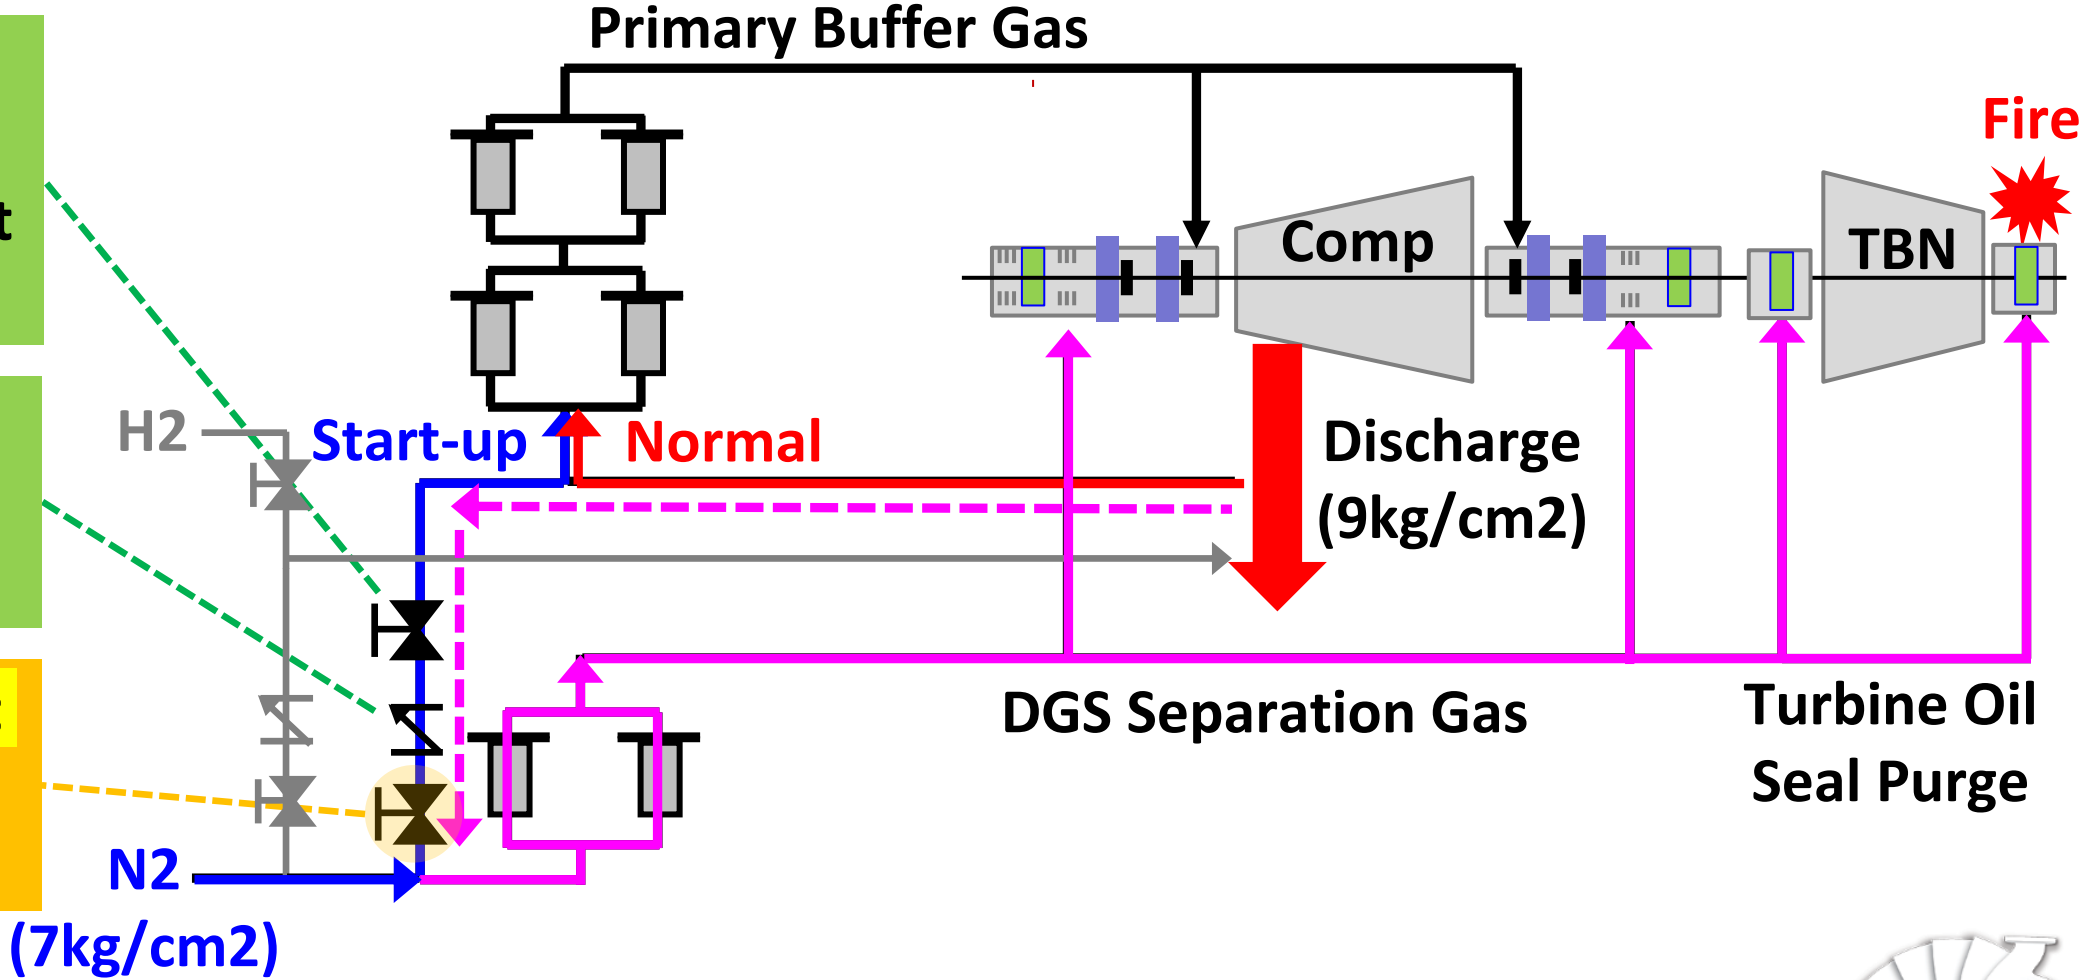 Primary Buffer Gas
Fire
Comp
TBN
H2
Start-up
Normal
Discharge
(9kg/cm2)
DGS Separation Gas
Turbine Oil
Seal Purge
N2
(7kg/cm2)